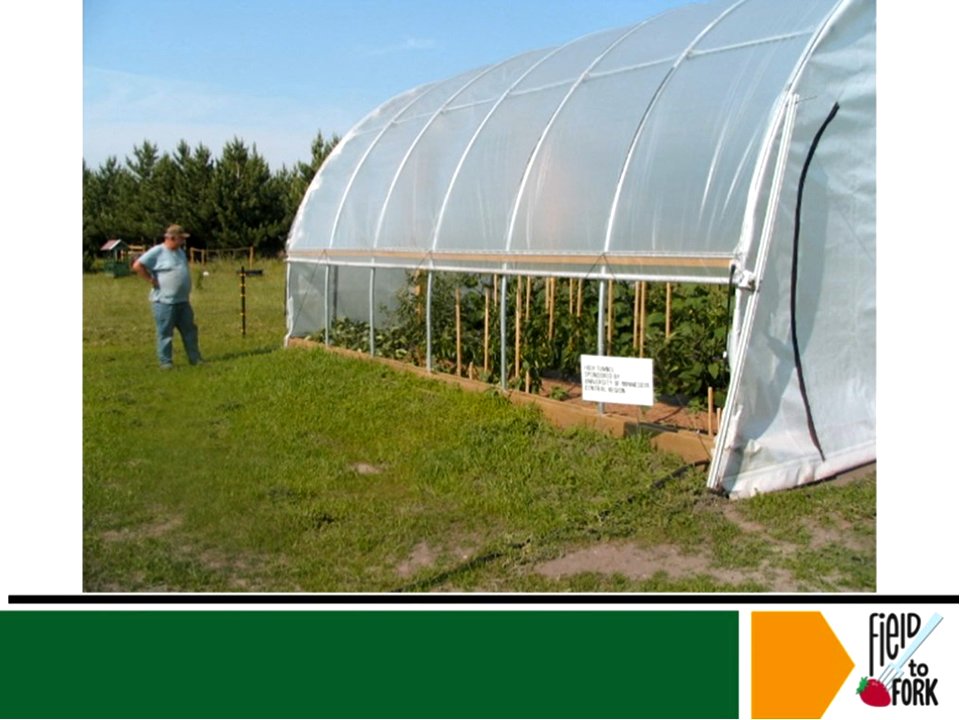 HIGH TUNNEL
SPONSORED BY
UNIVERSITY OF MINNESOTA
CENTRAL REGION
FiELD
to
FORK